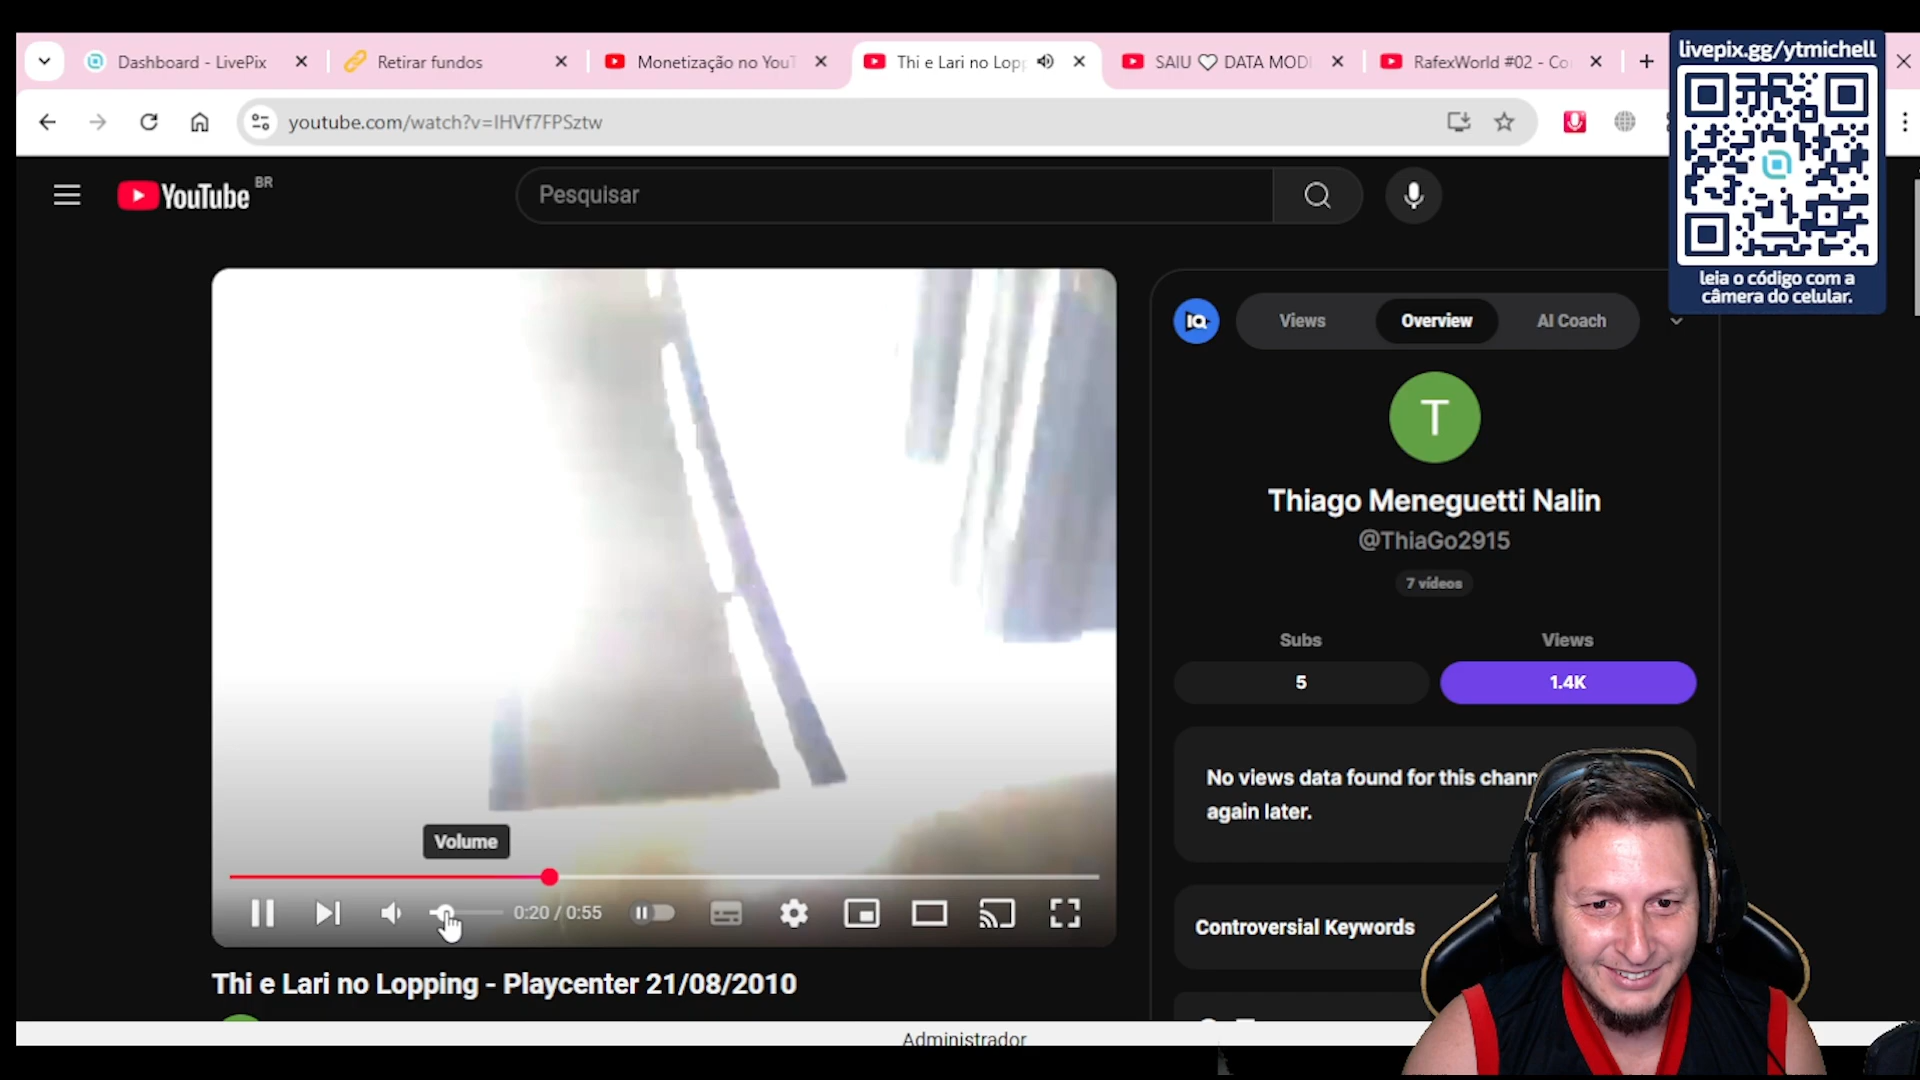 Dashboard - LivePix
Retirar fundos
Monetização no YouT
Thi e Lari no Lopp
SAIU ♡ DATA MOD
RafexWorld #02 - Co
livepix.gg/ytmichell
youtube.com/watch?v=IHVf7FPSztw
leia o código com a
câmera do celular.
YouTube BR
Pesquisar
IQ
Views
Overview
AI Coach
T
Thiago Meneguetti Nalin
@ThiaGo2915
7 vídeos
Subs
Views
5
1.4K
No views data found for this chann
again later.
Controversial Keywords
Volume
0:20 / 0:55
Thi e Lari no Lopping - Playcenter 21/08/2010
Administrador